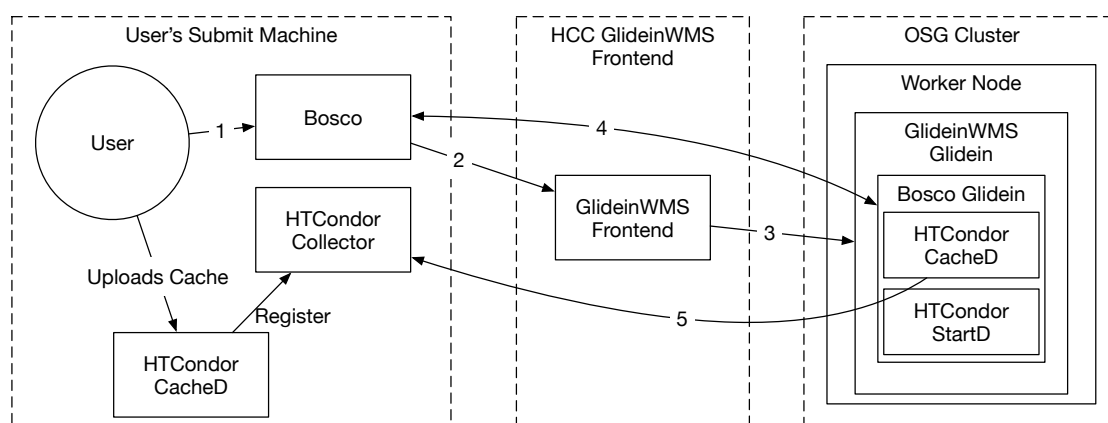 User's Submit Machine
HCC GlideinWMS
Frontend
OSG Cluster
Worker Node
User
1
Bosco
4
GlideinWMS
Glidein
2
Bosco Glidein
HTCondor
Collector
GlideinWMS
Frontend
3
HTCondor
CacheD
Uploads Cache
Register
5
HTCondor
StartD
HTCondor
CacheD